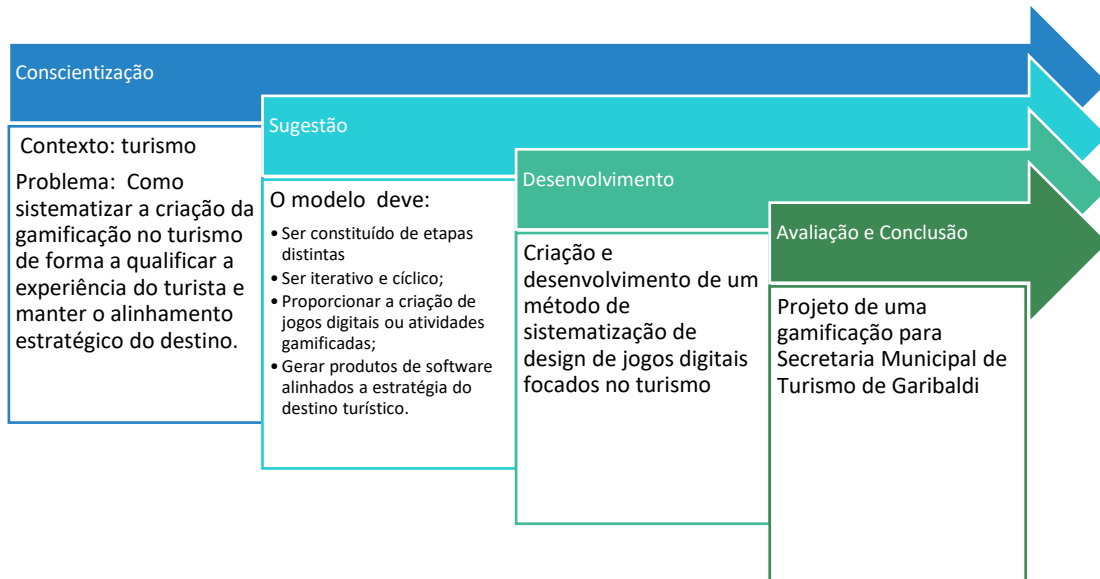 Conscientização
Contexto: turismo
Problema: Como
sistematizar a criação da
gamificação no turismo
de forma a qualificar a
experiência do turista e
manter o alinhamento
estratégico do destino.
Sugestão
O modelo deve:
• Ser constituído de etapas
distintas
• Ser iterativo e cíclico;
• Proporcionar a criação de
jogos digitais ou atividades
gamificadas;
• Gerar produtos de software
alinhados a estratégia do
destino turístico.
Desenvolvimento
Criação e
desenvolvimento de um
método de
sistematização de
design de jogos digitais
focados no turismo
Avaliação e Conclusão
Projeto de uma
gamificação para
Secretaria Municipal de
Turismo de Garibaldi